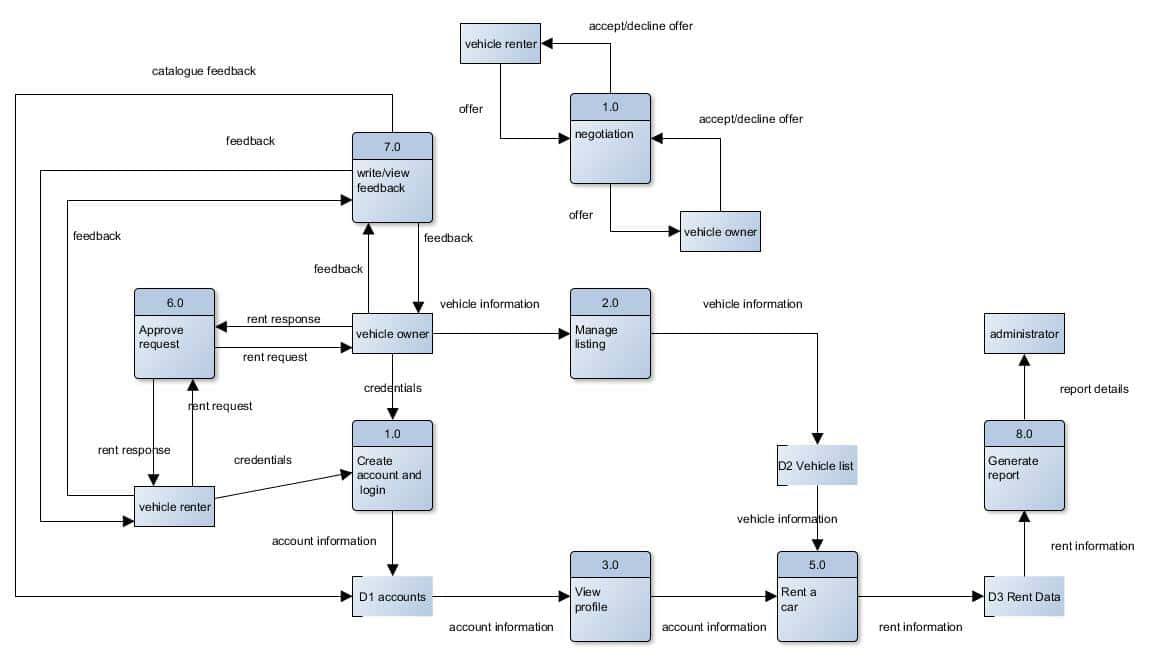 accept/decline offer
vehicle renter
catalogue feedback
1.0
offer
negotiation
accept/decline offer
feedback
7.0
write/view
feedback
offer
vehicle owner
feedback
feedback
feedback
6.0
Approve
request
rent response
vehicle owner
vehicle information
2.0
Manage
listing
vehicle information
administrator
rent request
credentials
report details
rent request
1.0
Create
account and
login
8.0
Generate
report
rent response
credentials
D2 Vehicle list
vehicle renter
vehicle information
account information
rent information
3.0
View
profile
5.0
Rent a
car
D1 accounts
D3 Rent Data
account information
account information
rent information